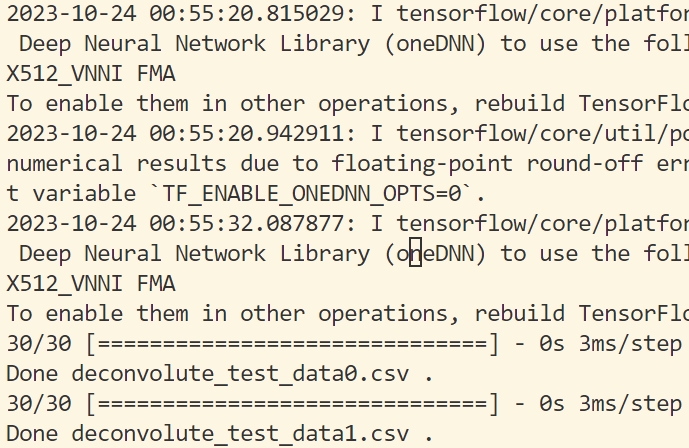 2023-10-24 00:55:20.815029: I tensorflow/core/platfor
Deep Neural Network Library (oneDNN) to use the foll
X512_VNNI FMA
To enable them in other operations, rebuild TensorFlo
2023-10-24 00:55:20.942911: I tensorflow/core/util/po
numerical results due to floating-point round-off err
t variable `TF_ENABLE_ONEDNN_OPTS=0`.
2023-10-24 00:55:32.087877: I tensorflow/core/platfor
Deep Neural Network Library (oneDNN) to use the foll
X512_VNNI FMA
To enable them in other operations, rebuild TensorFlo
30/30 [==============================] - 0s 3ms/step
Done deconvolute_test_data0.csv .
30/30 [==============================] - 0s 3ms/step
Done deconvolute_test_data1.csv .